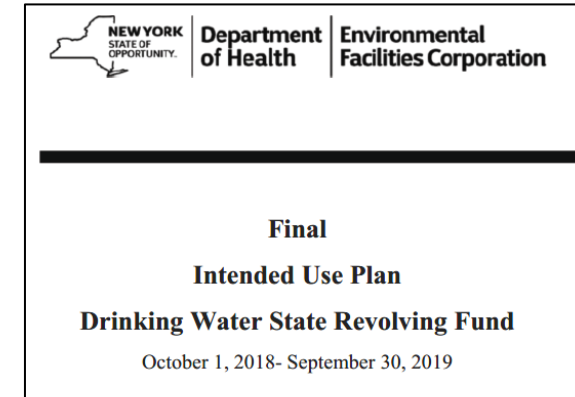 NEW YORK
STATE OF
OPPORTUNITY.
Department
of Health
Environmental
Facilities Corporation
Final
Intended Use Plan
Drinking Water State Revolving Fund
October 1, 2018- September 30, 2019